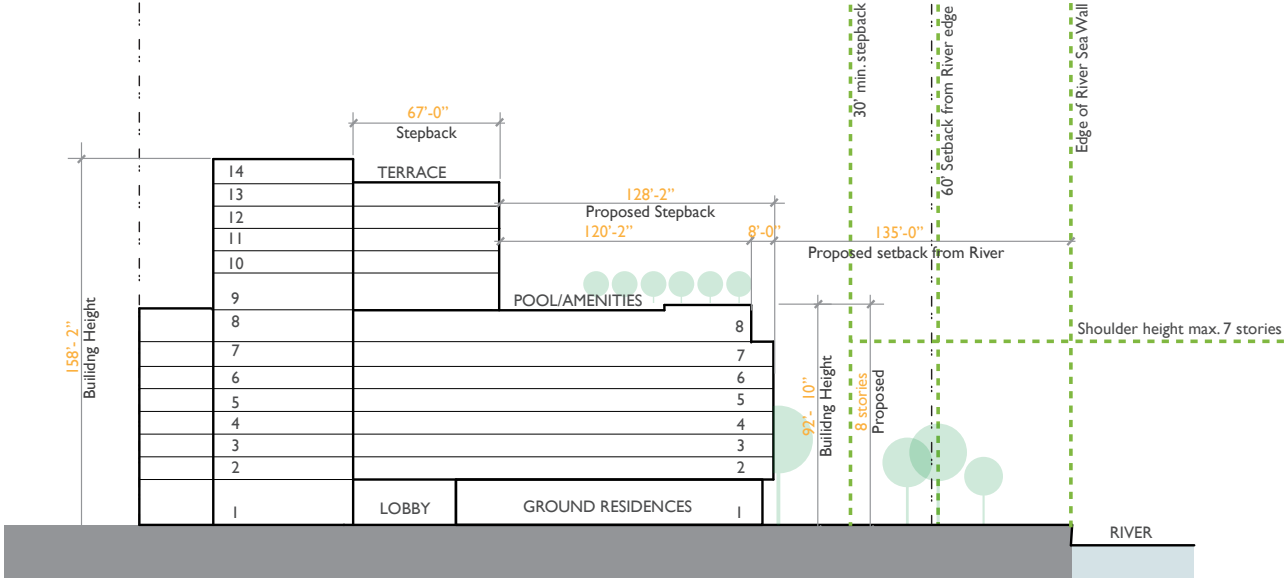 30' min. stepback
60' Setback from River edge
Edge of River Sea Wall
67'-0”
Stepback
14
TERRACE
13
128'-2”
12
Proposed Stepback
11
120'-2”
8'-0”
135'-0”
Proposed setback from River
10
9
POOL/AMENITIES
8
8
Shoulder height max. 7 stories
158'- 2”
Builidng Height
7
7
6
6
5
5
4
4
3
3
2
2
92'- 10”
Builidng Height
8 stories
Proposed
1
LOBBY
GROUND RESIDENCES
1
RIVER